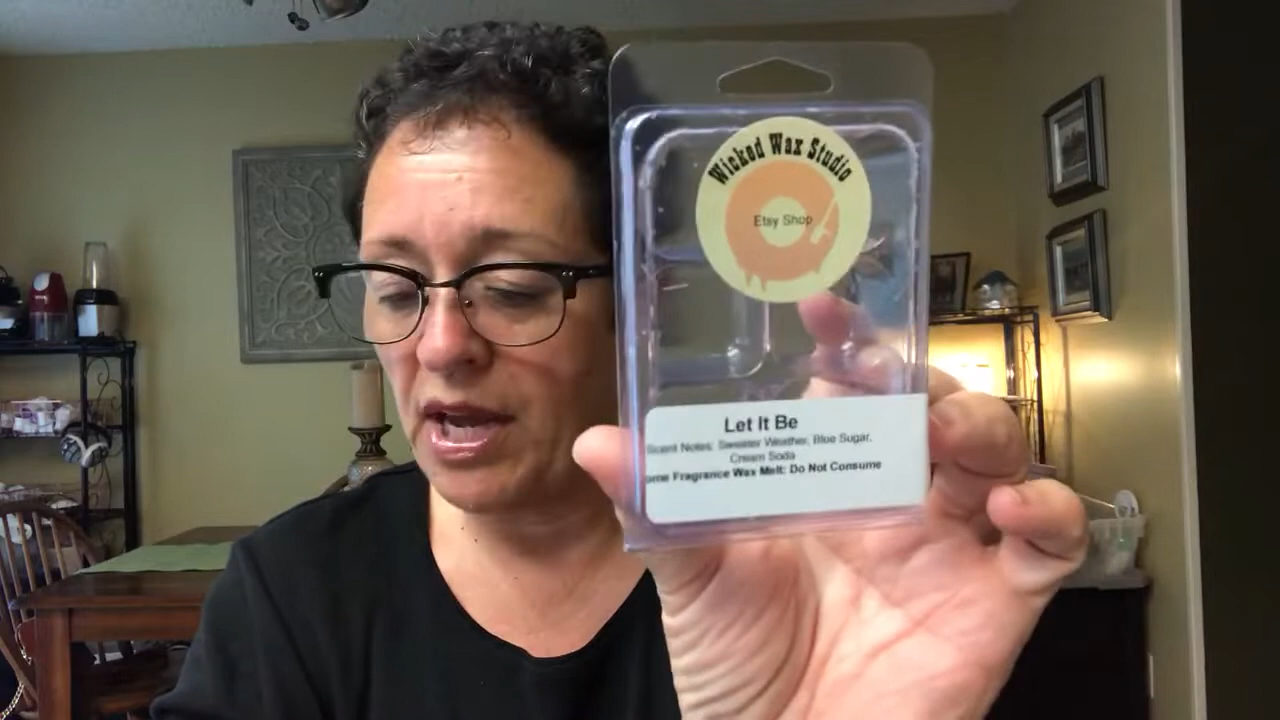 Wicked Wax Studio
Etsy Shop
Let It Be
Scent Notes: Sweater Weather, Blue Sugar,
Cream Soda
ome Fragrance Wax Melt: Do Not Consume